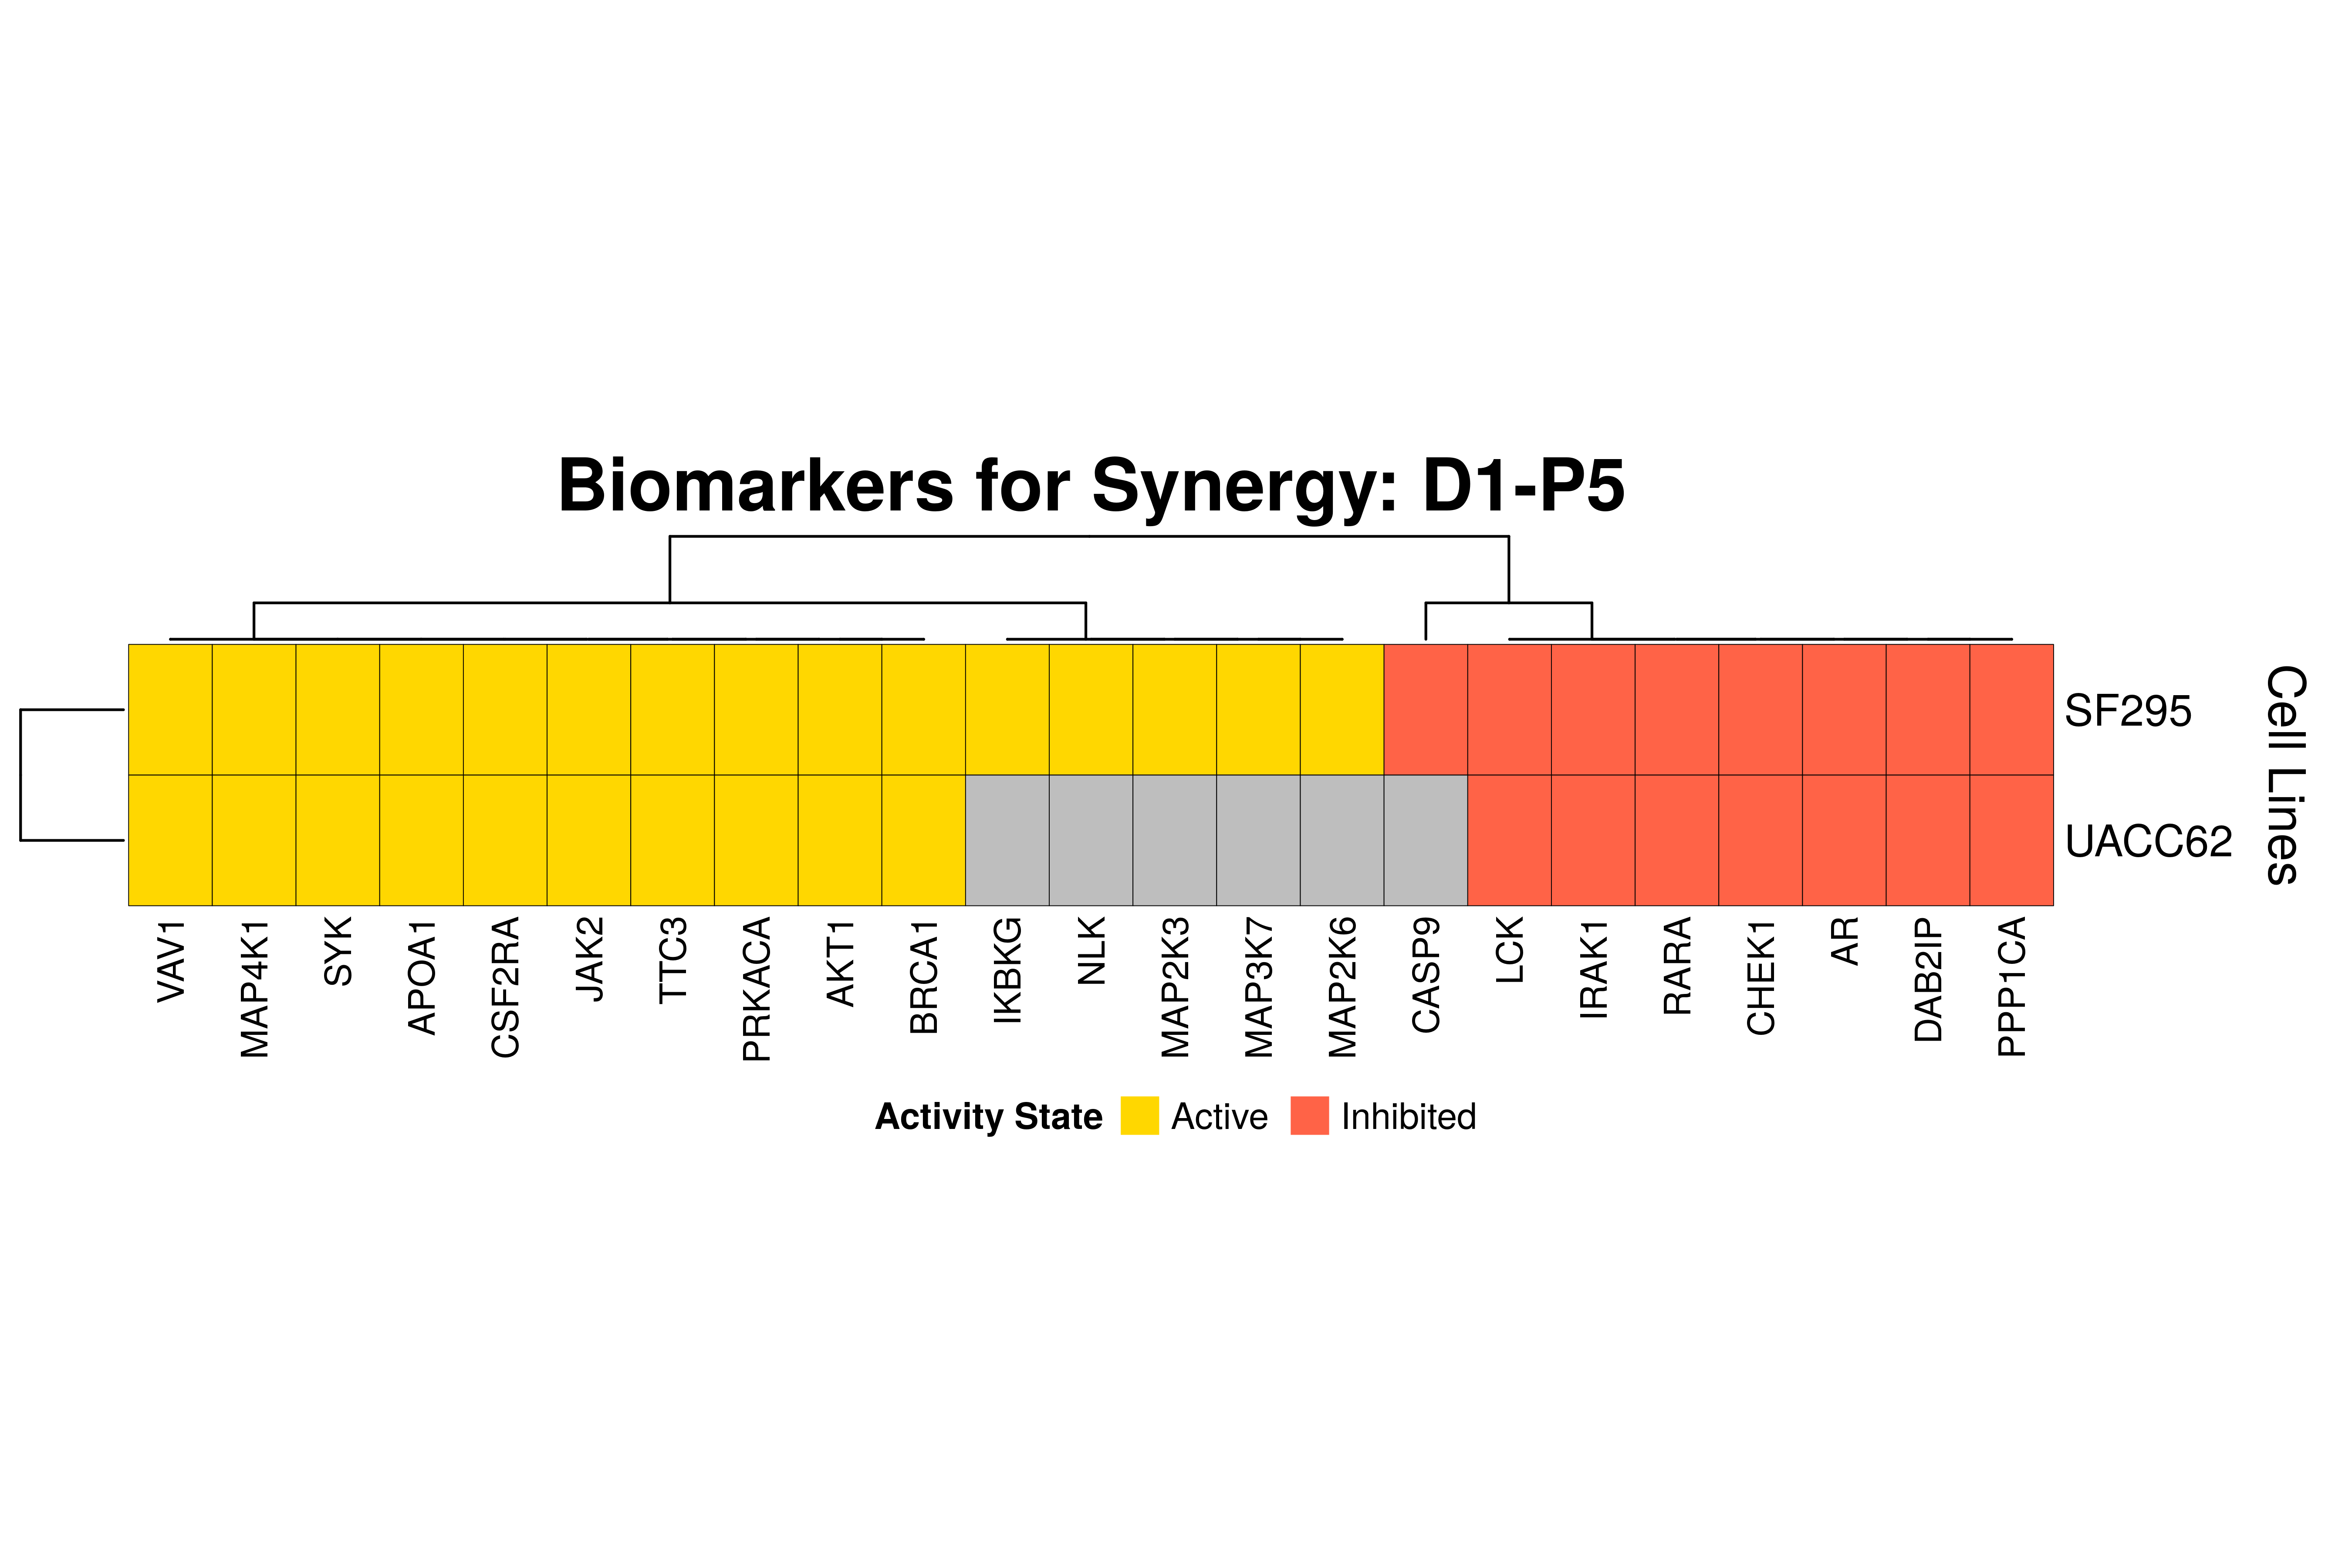 Biomarkers for Synergy: D1-P5
SF295
UACC62
Cell Lines
VAV1
MAP4K1
SYK
APOA1
CSF2RA
JAK2
TTC3
PRKACA
AKT1
BRCA1
IKBKG
NLK
MAP2K3
MAP3K7
MAP2K6
CASP9
LCK
IRAK1
RARA
CHEK1
AR
DAB2IP
PPP1CA
Activity State Active Inhibited